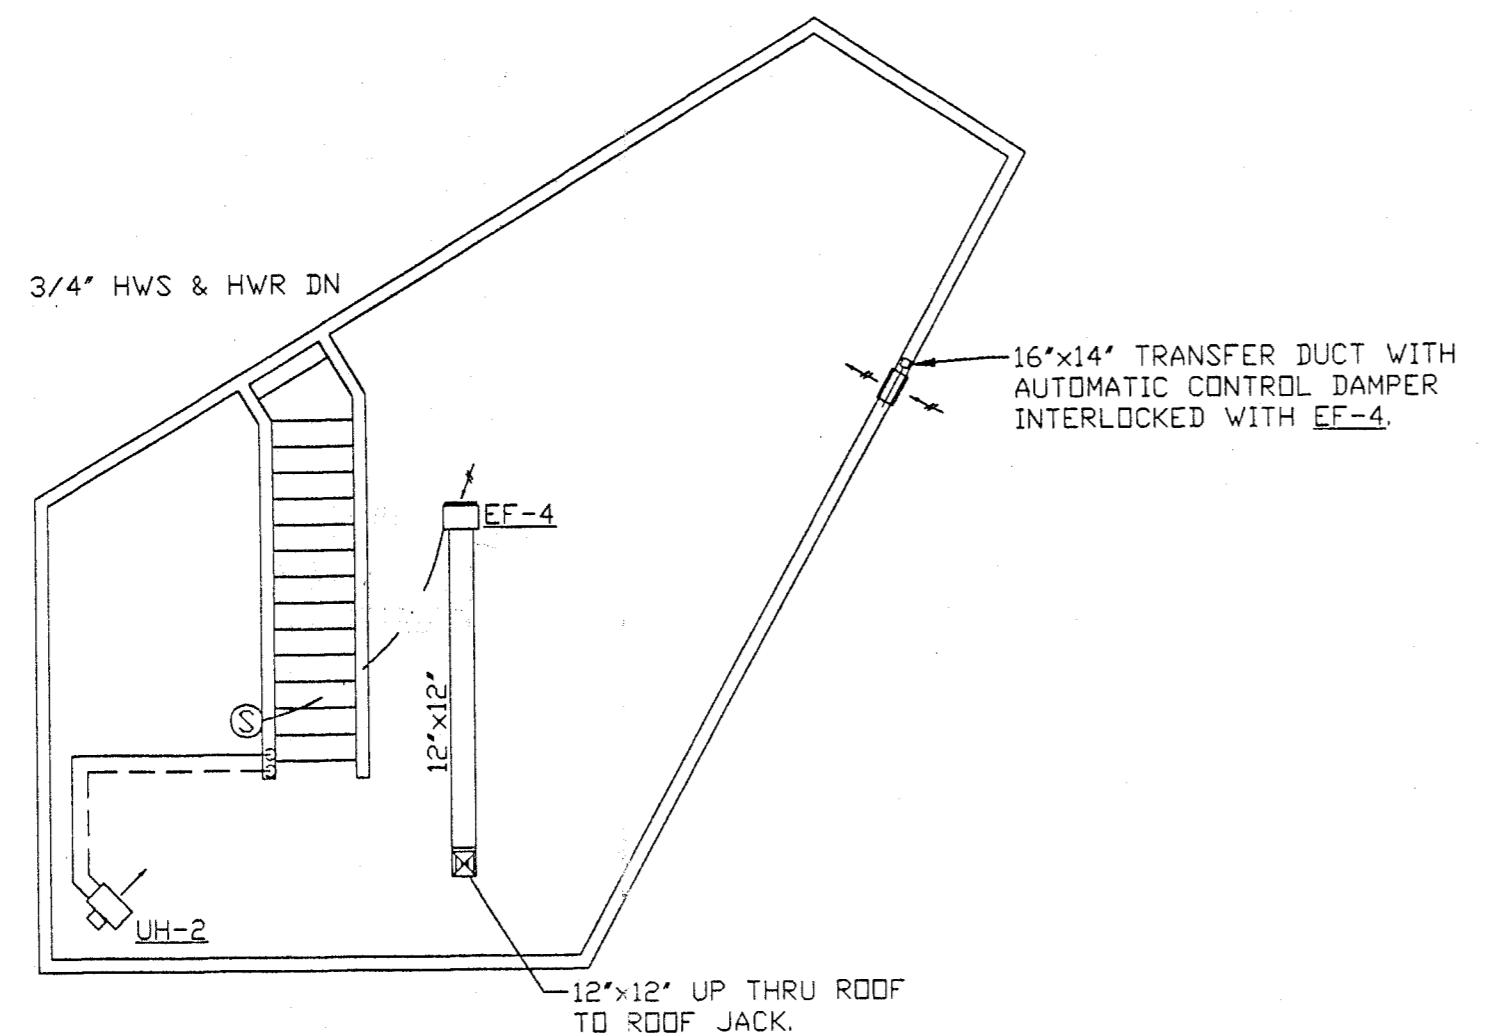 3/4" HWS & HWR DN
16"x14" TRANSFER DUCT WITH
AUTOMATIC CONTROL DAMPER
INTERLOCKED WITH EF-4.
EF-4
12"x12"
S
UH-2
12"x12" UP THRU ROOF
TO ROOF JACK.